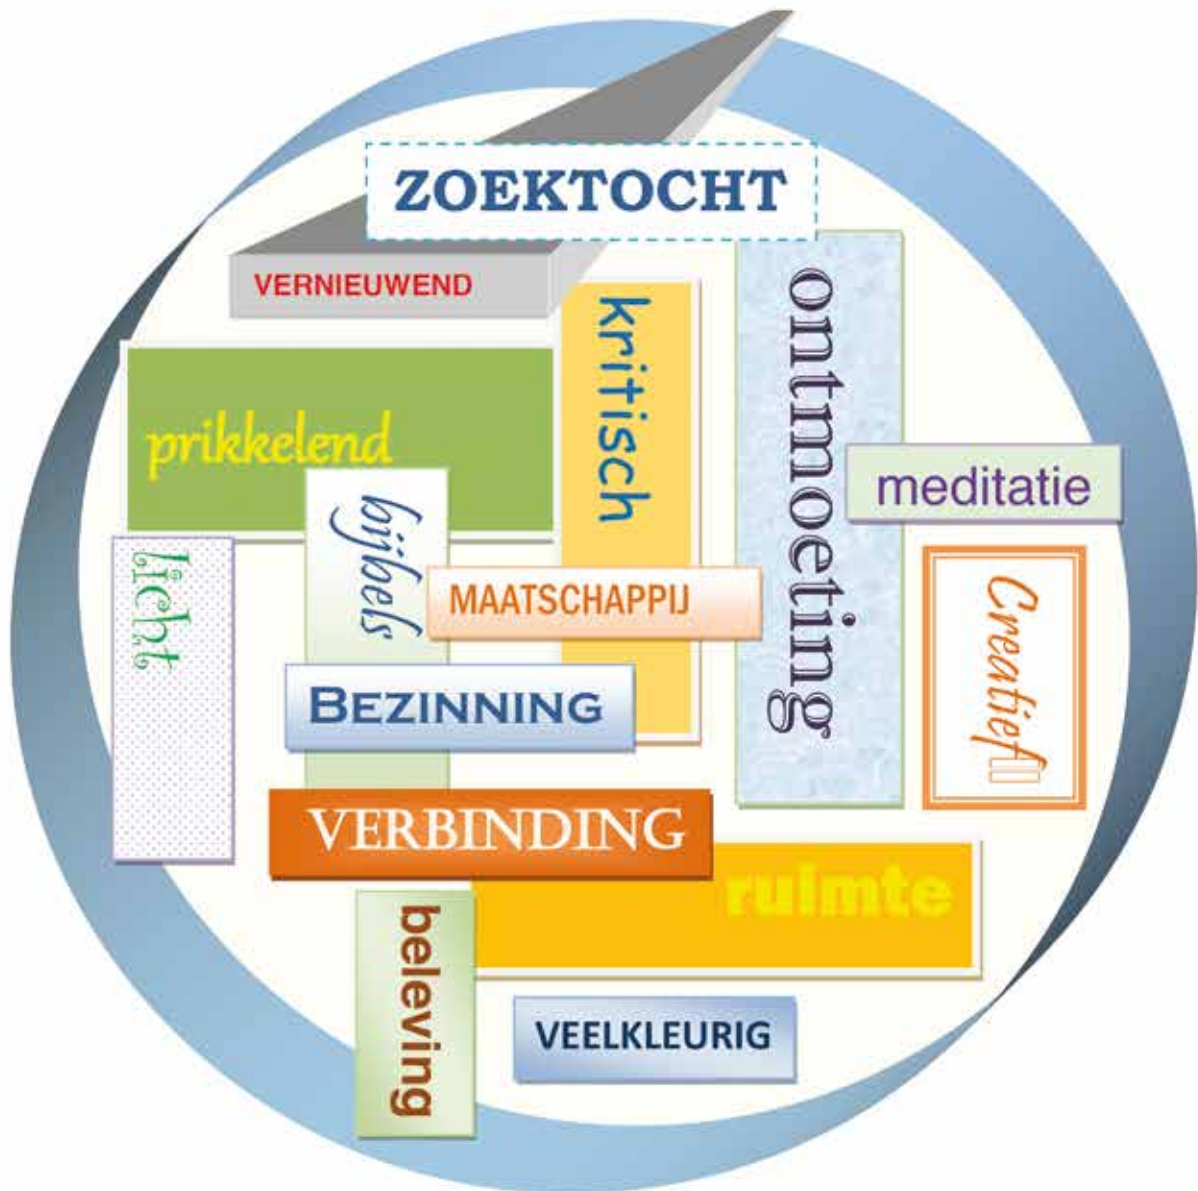 ZOEKTOCHT
VERNIEUWEND
kritisch
ontmoeting
prikkelend
meditatie
bijbels
licht
MAATSCHAPPIJ
Creatief
BEZINNING
VERBINDING
ruimte
beleving
VEELKLEURIG